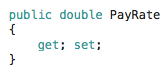 public double PayRate
{
    get; set;
}